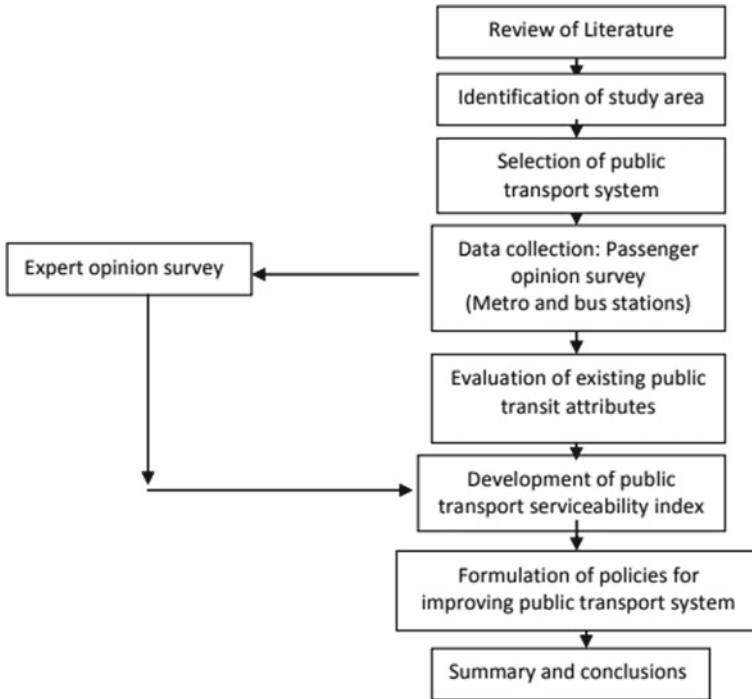 Review of Literature
Identification of study area
Selection of public
transport system
Data collection: Passenger
opinion survey
(Metro and bus stations)
Expert opinion survey
Evaluation of existing public
transit attributes
Development of public
transport serviceability index
Formulation of policies for
improving public transport system
Summary and conclusions